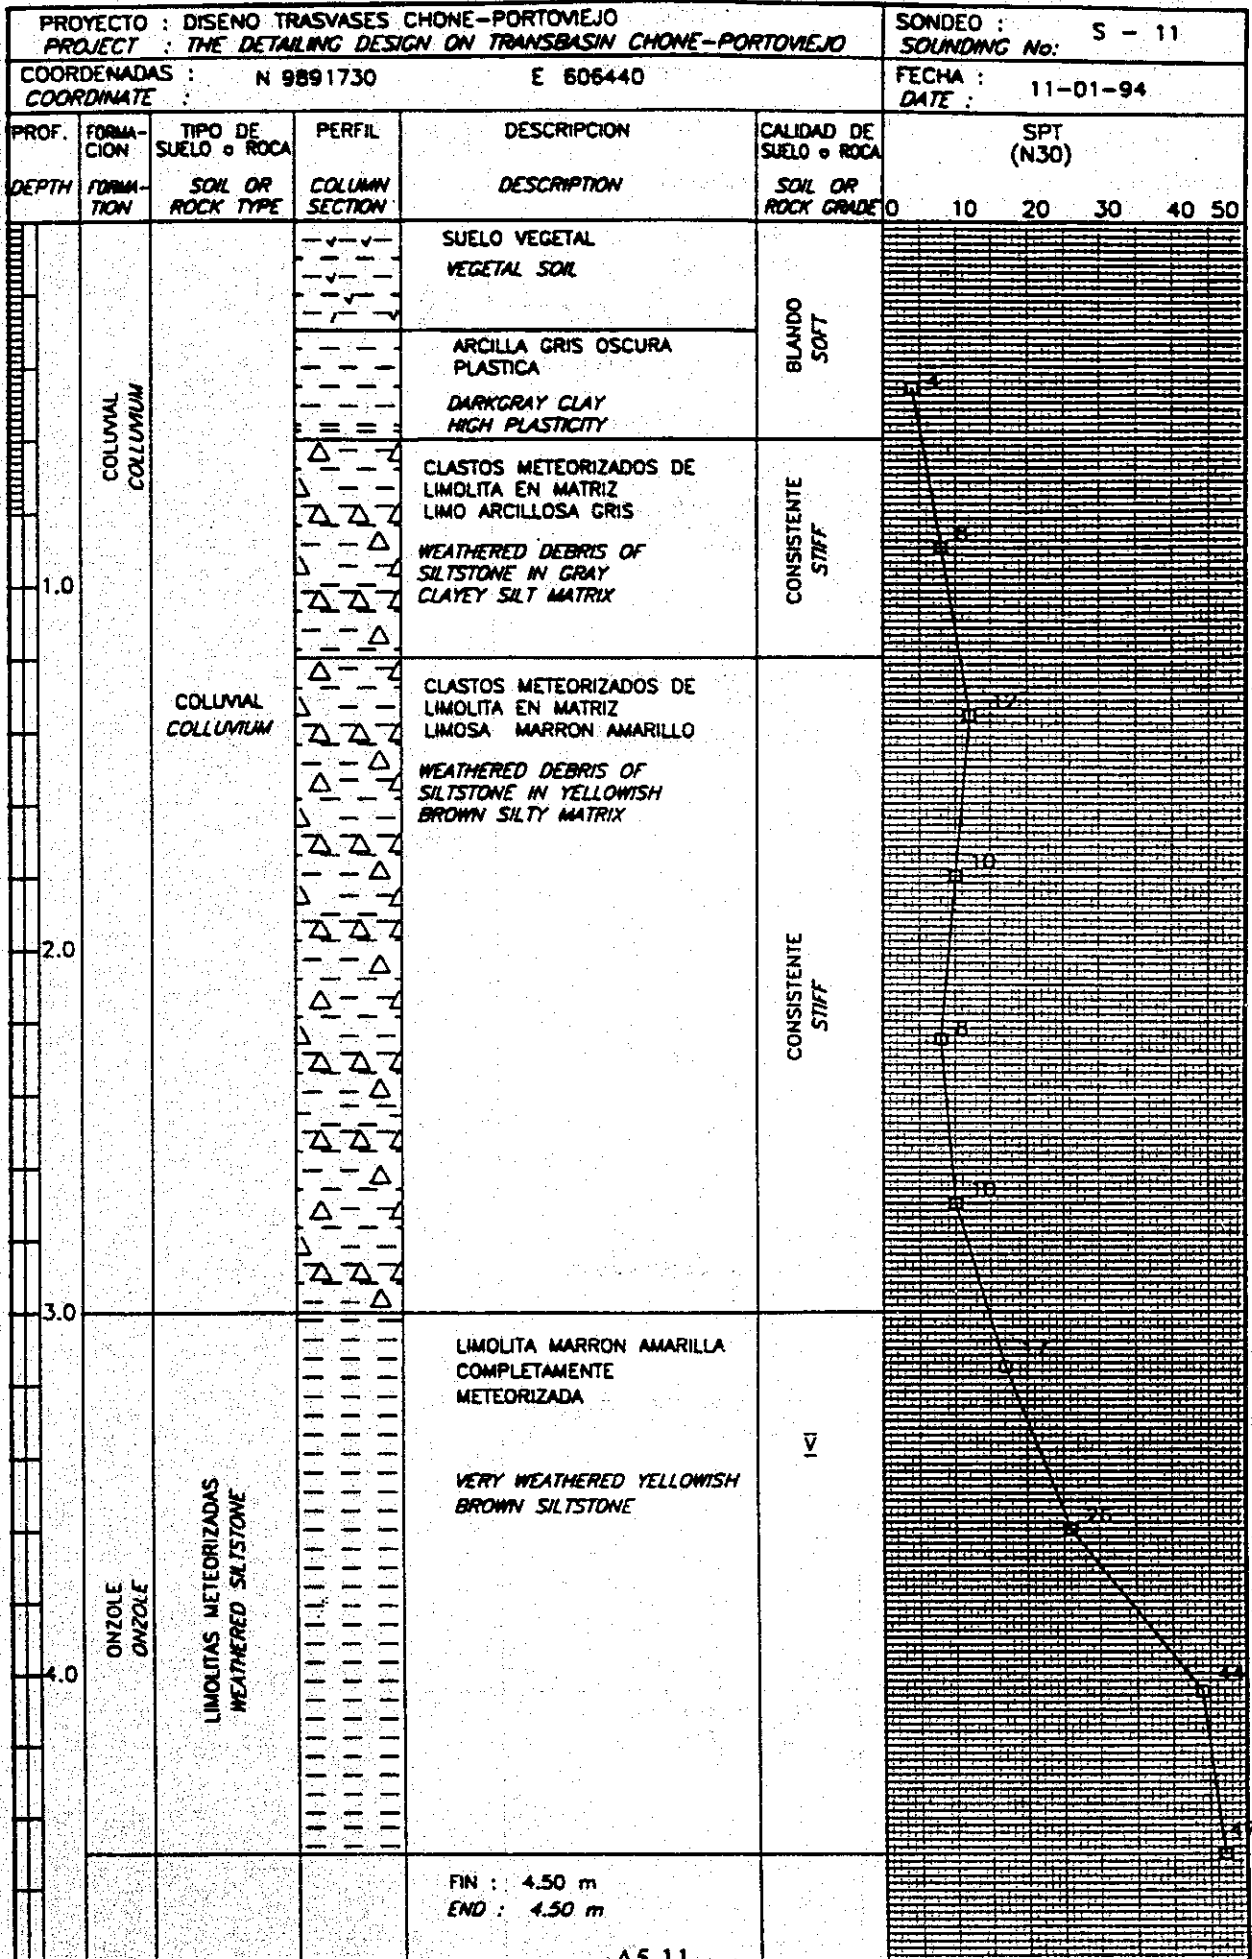 PROYECTO : DISENO TRASVASES CHONE-PORTOVIEJO
PROJECT : THE DETAILING DESIGN ON TRANSBASIN CHONE-PORTOVIEJO
SONDEO : S - 11
SOUNDING No:
COORDENADAS : N 9891730 E 606440
COORDINATE :
FECHA : 11-01-94
DATE :
PROF.
DEPTH
FORMA-
CION
FORMA-
TION
TIPO DE
SUELO o ROCA
SOIL OR
ROCK TYPE
PERFIL
COLUMN
SECTION
DESCRIPCION
DESCRIPTION
CALIDAD DE
SUELO o ROCA
SOIL OR
ROCK GRADE
SPT
(N30)
0 10 20 30 40 50
SUELO VEGETAL
VEGETAL SOIL
BLANDO
SOFT
ARCILLA GRIS OSCURA
PLASTICA
DARKGRAY CLAY
HIGH PLASTICITY
4
COLUVIAL
COLLUVIUM
CLASTOS METEORIZADOS DE
LIMOLITA EN MATRIZ
LIMO ARCILLOSA GRIS
WEATHERED DEBRIS OF
SILTSTONE IN GRAY
CLAYEY SILT MATRIX
CONSISTENTE
STIFF
8
1.0
COLUVIAL
COLLUVIUM
CLASTOS METEORIZADOS DE
LIMOLITA EN MATRIZ
LIMOSA MARRON AMARILLO
WEATHERED DEBRIS OF
SILTSTONE IN YELLOWISH
BROWN SILTY MATRIX
12
10
2.0
CONSISTENTE
STIFF
8
10
3.0
LIMOLITA MARRON AMARILLA
COMPLETAMENTE
METEORIZADA
VERY WEATHERED YELLOWISH
BROWN SILTSTONE
V
17
ONZOLE
ONZOLE
LIMOLITAS METEORIZADAS
WEATHERED SILTSTONE
4.0
44
FIN : 4.50 m
END : 4.50 m